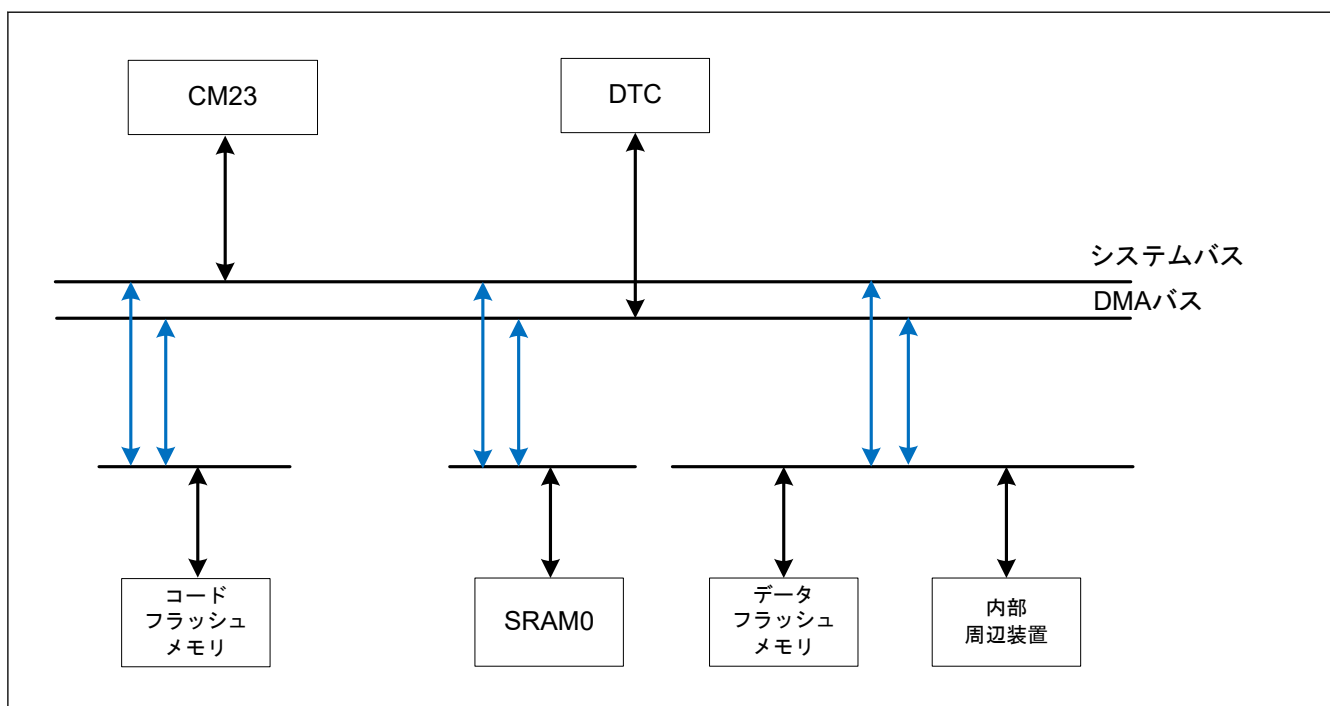 CM23
DTC
システムバス
DMAバス
コード
フラッシュ
メモリ
SRAM0
データ
フラッシュ
メモリ
内部
周辺装置